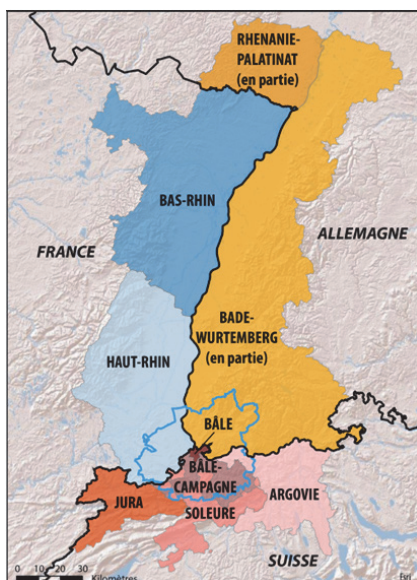 RHENANIE-
PALATINAT
(en partie)
BAS-RHIN
FRANCE
ALLEMAGNE
BADE-
WURTEMBERG
(en partie)
HAUT-RHIN
BÂLE
BÂLE-
CAMPAGNE
JURA
ARGOVIE
SOLEURE
SUISSE
0 10 20 30
Kilomètres